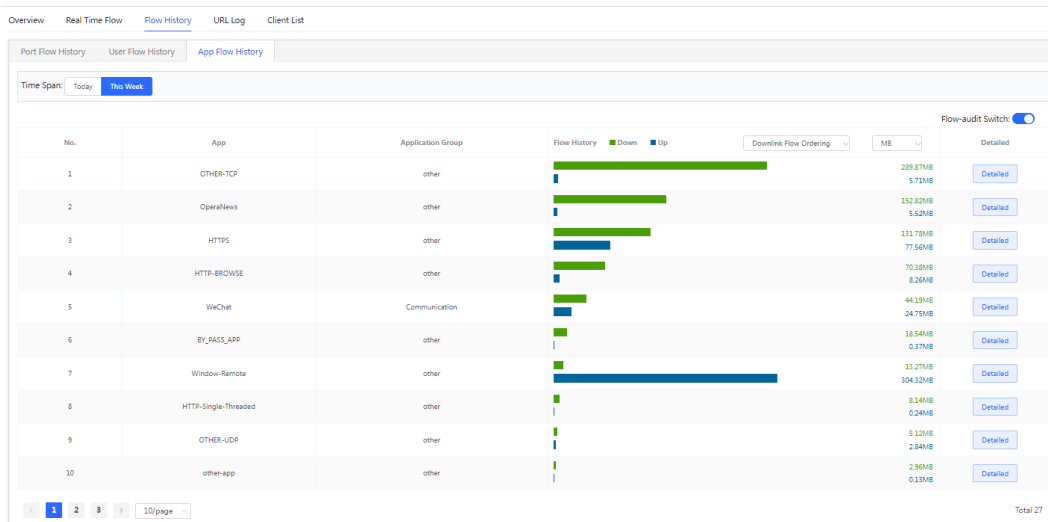 Overview Real Time Flow Flow History URL Log Client List
Port Flow History User Flow History App Flow History
Time Span: Today This Week
Flow-audit Switch:
No. App Application Group Flow History Down Up Downlink Flow Ordering MB Detailed
1 OTHER-TCP other 289.87MB Detailed
5.71MB
2 OperaNews other 152.82MB Detailed
5.52MB
3 HTTPS other 131.78MB Detailed
77.56MB
4 HTTP-BROWSE other 70.38MB Detailed
8.26MB
5 WeChat Communication 44.19MB Detailed
24.75MB
6 BY_PASS_APP other 18.54MB Detailed
0.37MB
7 Window-Remote other 13.27MB Detailed
304.32MB
8 HTTP-Single-Threaded other 8.14MB Detailed
0.24MB
9 OTHER-UDP other 5.12MB Detailed
2.84MB
10 other-app other 2.96MB Detailed
0.13MB
< 1 2 3 > 10/page Total 27